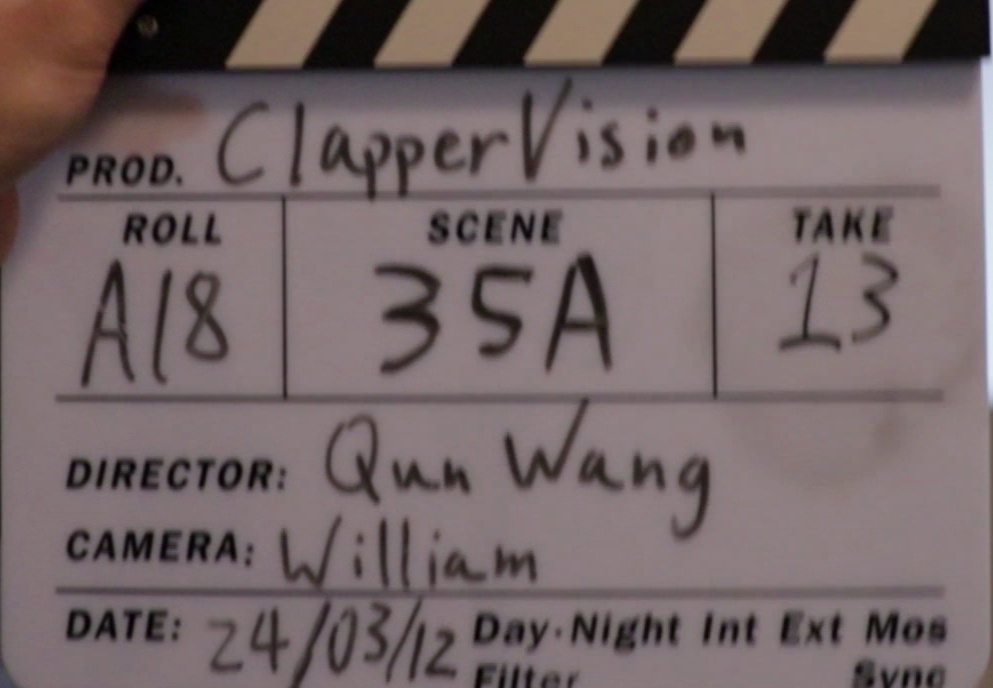 PROD. ClapperVision
ROLL SCENE TAKE
A18 35A 13
DIRECTOR: Qun Wang
CAMERA: William
DATE: 24/03/12 Day·Night Int Ext Mos
Filter Sync